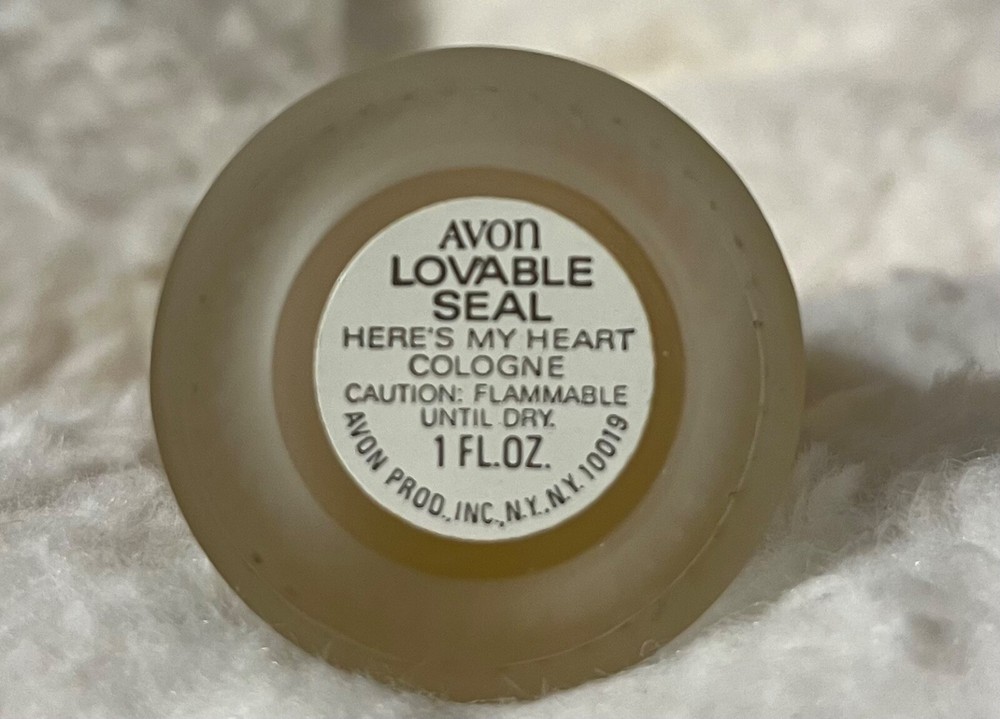 AVON
LOVABLE
SEAL
HERE'S MY HEART
COLOGNE
CAUTION: FLAMMABLE
UNTIL DRY.
1 FL.OZ.
AVON PROD., INC., N.Y., N.Y. 10019